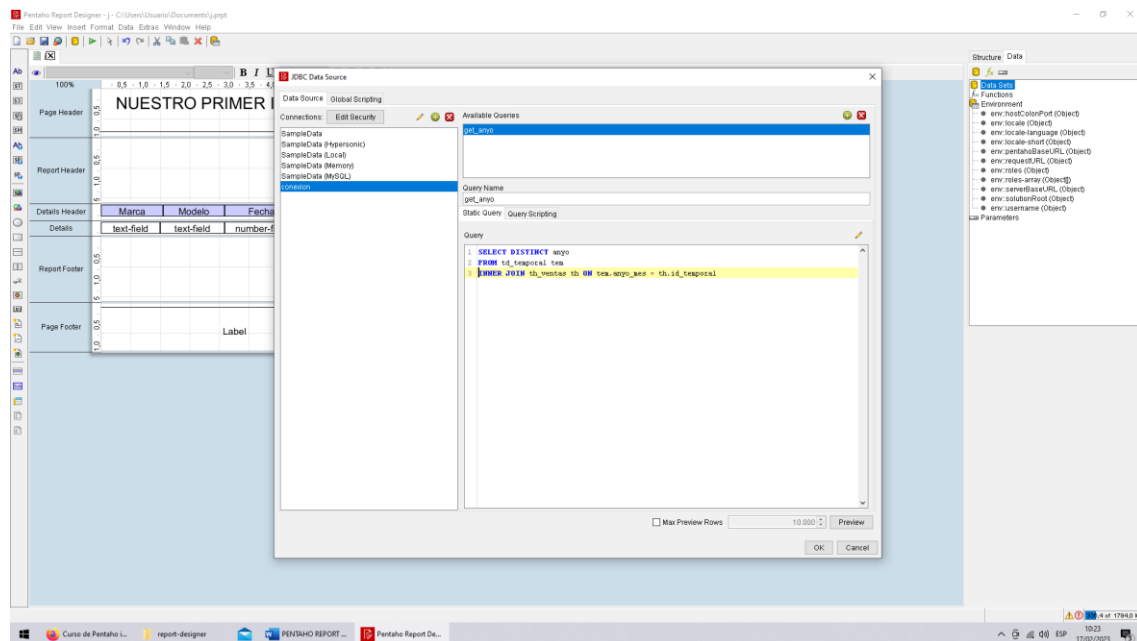 Pentaho Report Designer - j - C:\Users\Usuario\Documents\j.prpt
File Edit View Insert Format Data Extras Window Help
Structure Data
100%
NUESTRO PRIMER I
Page Header
Report Header
Details Header Marca Modelo Fecha
Details text-field text-field number-f
Report Footer
Page Footer
Label
JDBC Data Source
Data Source Global Scripting
Connections: Edit Security
SampleData
SampleData (Hypersonic)
SampleData (Local)
SampleData (Memory)
SampleData (MySQL)
conexion
Available Queries
get_anyo
Query Name
get_anyo
Static Query Query Scripting
Query
1 SELECT DISTINCT anyo
2 FROM td_temporal tem
3 INNER JOIN th_ventas th ON tem.anyo_mes = th.id_temporal
Max Preview Rows 10.000 Preview
OK Cancel
Data Sets
Functions
Environment
env:hostColonPort (Object)
env:locale (Object)
env:locale-language (Object)
env:locale-short (Object)
env:pentahoBaseURL (Object)
env:requestURL (Object)
env:roles (Object)
env:roles-array (Object[])
env:serverBaseURL (Object)
env:solutionRoot (Object)
env:username (Object)
Parameters
Curso de Pentaho i... report-designer PENTAHO REPORT ... Pentaho Report De...
ESP
10:23
17/02/2023